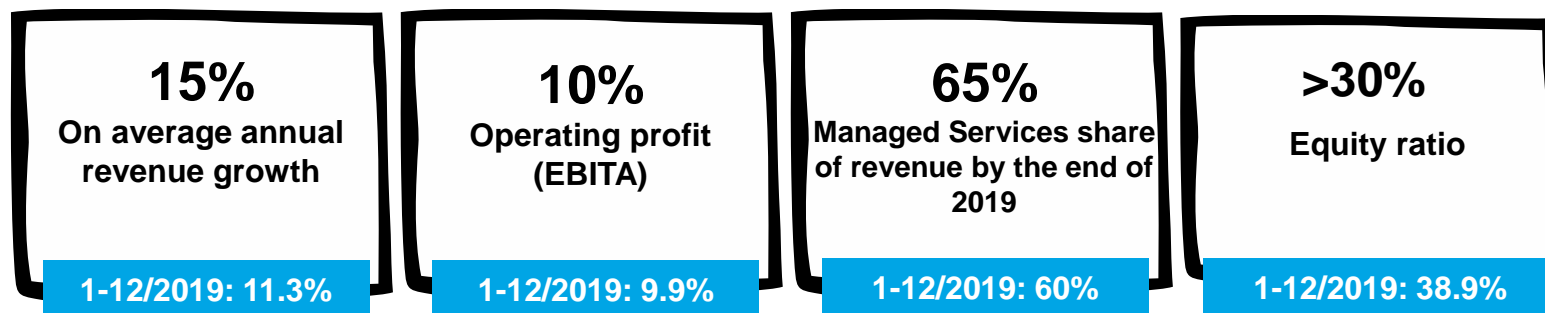 15%
On average annual
revenue growth
1-12/2019: 11.3%
10%
Operating profit
(EBITA)
1-12/2019: 9.9%
65%
Managed Services share
of revenue by the end of
2019
1-12/2019: 60%
>30%
Equity ratio
1-12/2019: 38.9%